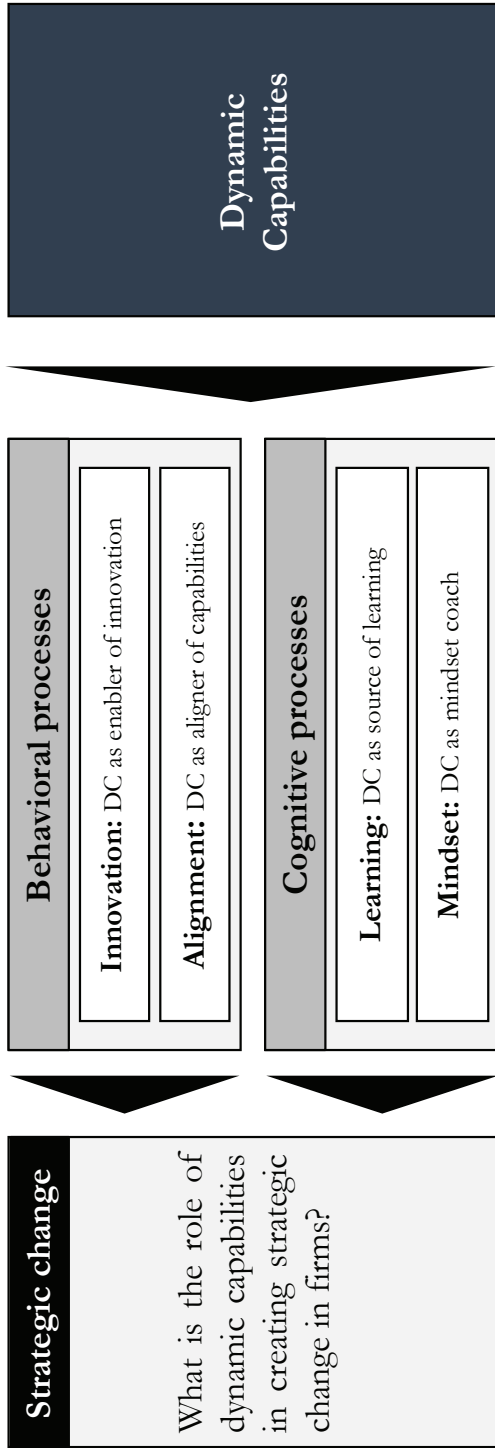 Strategic change
What is the role of
dynamic capabilities
in creating strategic
change in firms?
Behavioral processes
Innovation: DC as enabler of innovation
Alignment: DC as aligner of capabilities
Cognitive processes
Learning: DC as source of learning
Mindset: DC as mindset coach
Dynamic
Capabilities